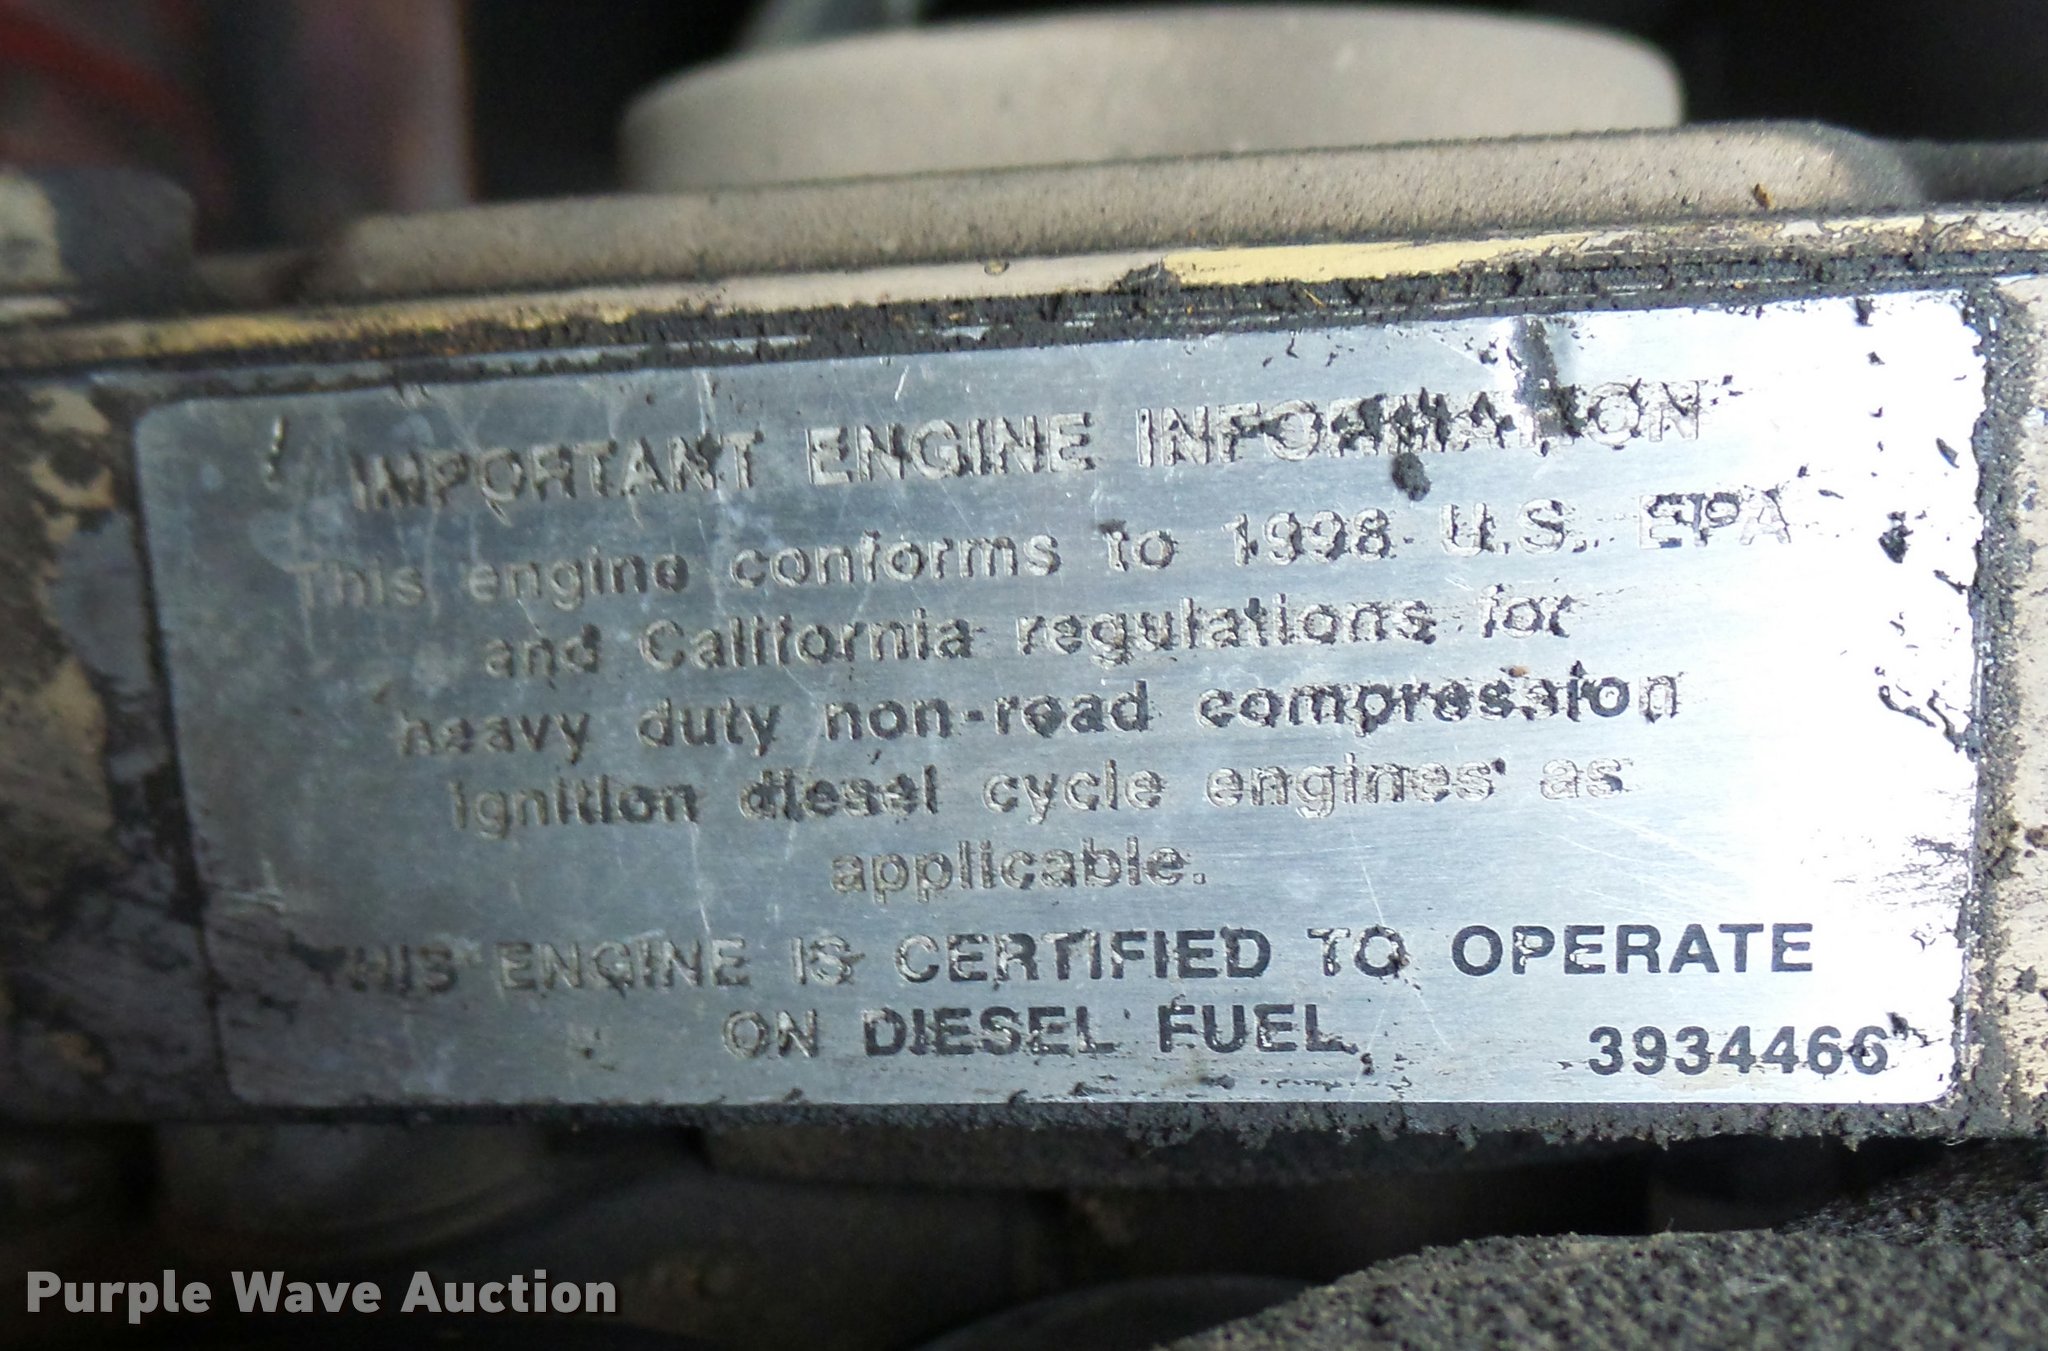 IMPORTANT ENGINE INFORMATION
This engine conforms to 1998 U.S. EPA
and California regulations for
heavy duty non-road compression
ignition diesel cycle engines as
applicable.
THIS ENGINE IS CERTIFIED TO OPERATE
ON DIESEL FUEL.
3934466
Purple Wave Auction